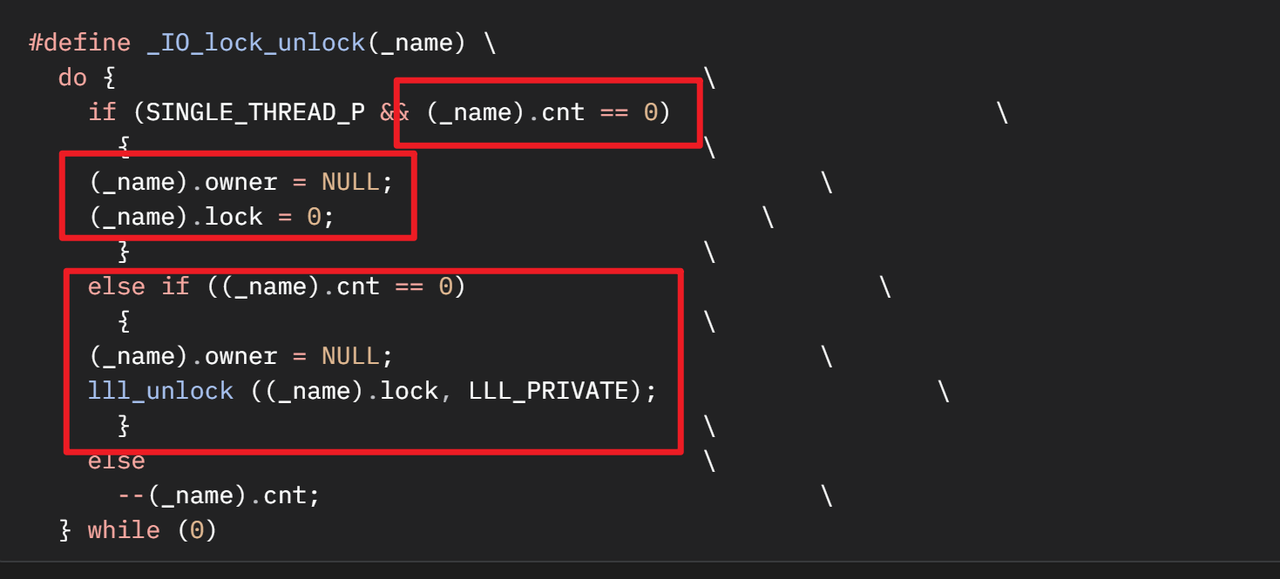 #define _IO_lock_unlock(_name) \
do { \
if (SINGLE_THREAD_P && (_name).cnt == 0) \
{ \
(_name).owner = NULL; \
(_name).lock = 0; \
} \
else if ((_name).cnt == 0) \
{ \
(_name).owner = NULL; \
lll_unlock ((_name).lock, LLL_PRIVATE); \
} \
else \
--(_name).cnt; \
} while (0)